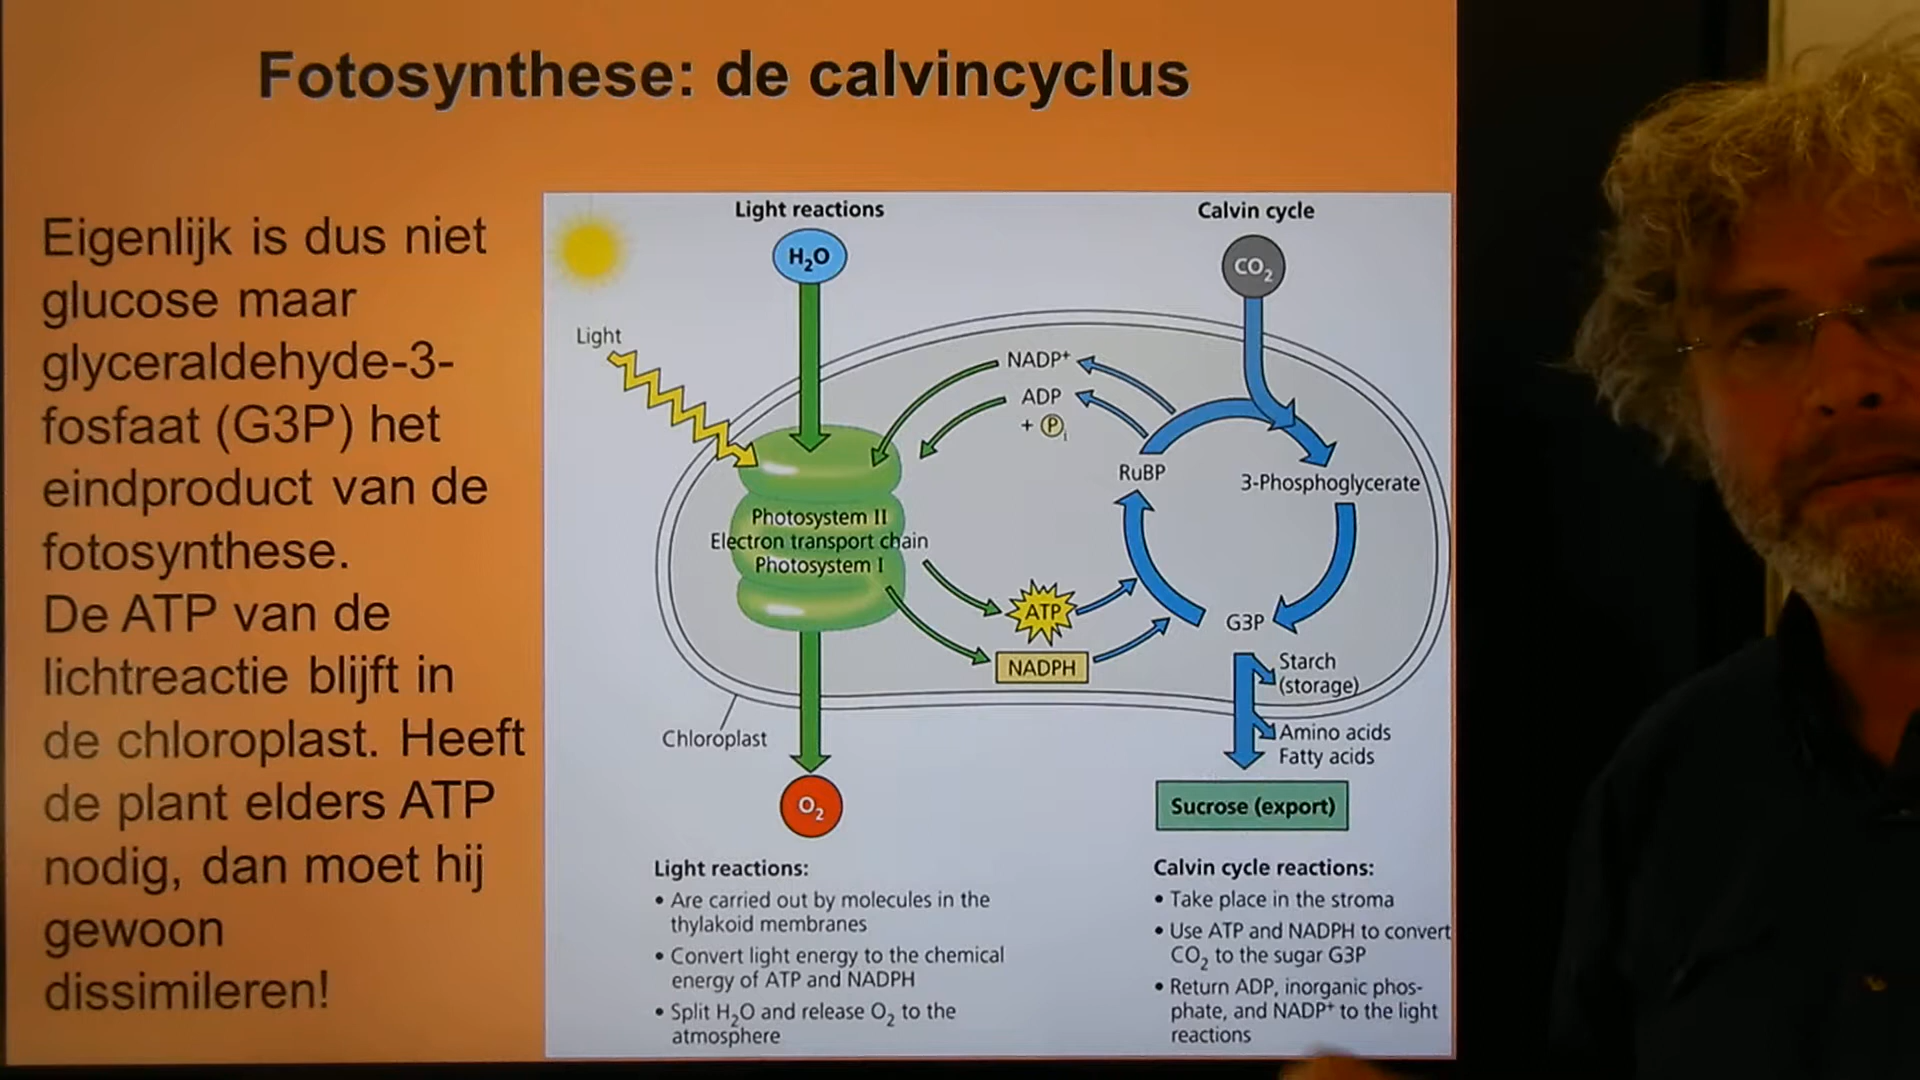 Fotosynthese: de calvincyclus
Eigenlijk is dus niet
glucose maar
glyceraldehyde-3-
fosfaat (G3P) het
eindproduct van de
fotosynthese.
De ATP van de
lichtreactie blijft in
de chloroplast. Heeft
de plant elders ATP
nodig, dan moet hij
gewoon
dissimileren!
Light reactions
Calvin cycle
H₂O
CO₂
Light
NADP⁺
ADP
+ Pᵢ
RuBP
3-Phosphoglycerate
Photosystem II
Electron transport chain
Photosystem I
ATP
NADPH
G3P
Starch
(storage)
Chloroplast
Amino acids
Fatty acids
O₂
Sucrose (export)
Light reactions:
• Are carried out by molecules in the
thylakoid membranes
• Convert light energy to the chemical
energy of ATP and NADPH
• Split H₂O and release O₂ to the
atmosphere
Calvin cycle reactions:
• Take place in the stroma
• Use ATP and NADPH to convert
CO₂ to the sugar G3P
• Return ADP, inorganic phos-
phate, and NADP⁺ to the light
reactions